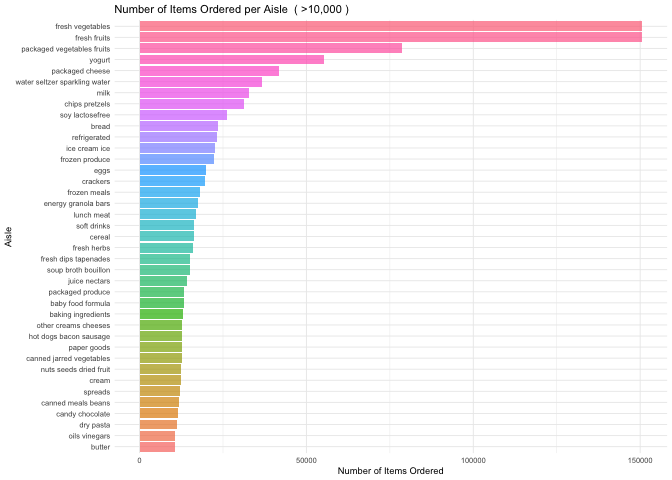 Number of Items Ordered per Aisle ( >10,000 )
fresh vegetables
fresh fruits
packaged vegetables fruits
yogurt
packaged cheese
water seltzer sparkling water
milk
chips pretzels
soy lactosefree
bread
refrigerated
ice cream ice
frozen produce
eggs
crackers
frozen meals
energy granola bars
lunch meat
soft drinks
cereal
fresh herbs
fresh dips tapenades
soup broth bouillon
juice nectars
packaged produce
baby food formula
baking ingredients
other creams cheeses
hot dogs bacon sausage
paper goods
canned jarred vegetables
nuts seeds dried fruit
cream
spreads
canned meals beans
candy chocolate
dry pasta
oils vinegars
butter
Aisle
0 50000 100000 150000
Number of Items Ordered